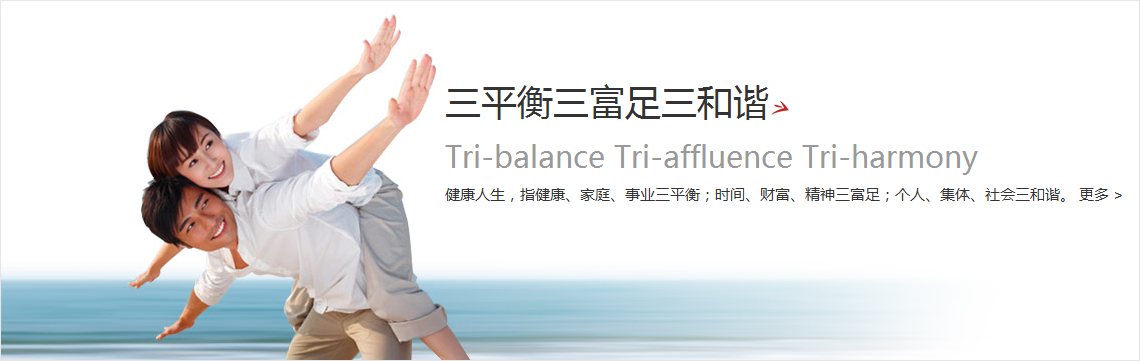 三平衡三富足三和谐
Tri-balance Tri-affluence Tri-harmony
健康人生，指健康、家庭、事业三平衡；时间、财富、精神三富足；个人、集体、社会三和谐。 更多 >